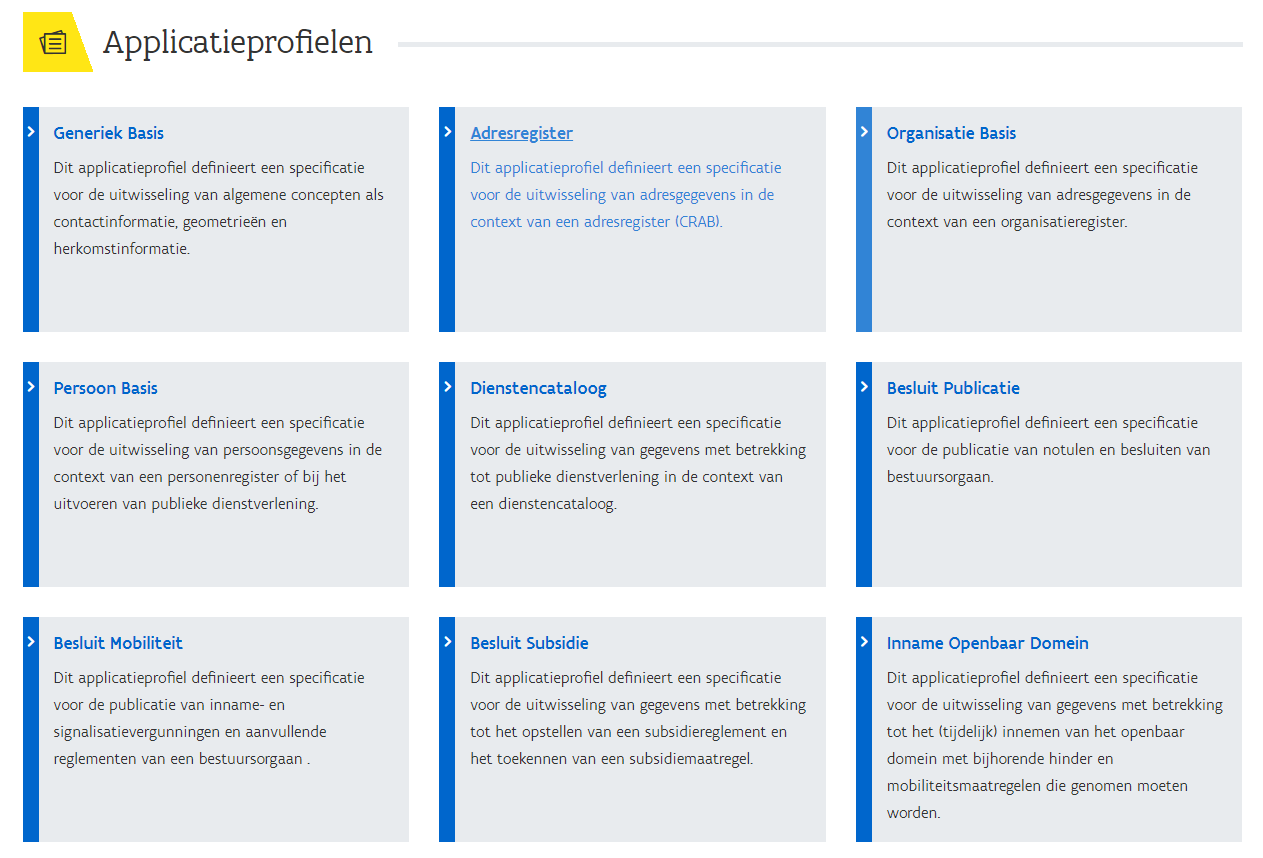 Applicatieprofielen
Generiek Basis
Dit applicatieprofiel definieert een specificatie
voor de uitwisseling van algemene concepten als
contactinformatie, geometrieën en
herkomstinformatie.
Adresregister
Dit applicatieprofiel definieert een specificatie
voor de uitwisseling van adresgegevens in de
context van een adresregister (CRAB).
Organisatie Basis
Dit applicatieprofiel definieert een specificatie
voor de uitwisseling van adresgegevens in de
context van een organisatieregister.
Persoon Basis
Dit applicatieprofiel definieert een specificatie
voor de uitwisseling van persoonsgegevens in de
context van een personenregister of bij het
uitvoeren van publieke dienstverlening.
Dienstencataloog
Dit applicatieprofiel definieert een specificatie
voor de uitwisseling van gegevens met betrekking
tot publieke dienstverlening in de context van
een dienstencataloog.
Besluit Publicatie
Dit applicatieprofiel definieert een specificatie
voor de publicatie van notulen en besluiten van
bestuursorgaan.
Besluit Mobiliteit
Dit applicatieprofiel definieert een specificatie
voor de publicatie van inname- en
signalisatievergunningen en aanvullende
reglementen van een bestuursorgaan .
Besluit Subsidie
Dit applicatieprofiel definieert een specificatie
voor de uitwisseling van gegevens met betrekking
tot het opstellen van een subsidiereglement en
het toekennen van een subsidiemaatregel.
Inname Openbaar Domein
Dit applicatieprofiel definieert een specificatie
voor de uitwisseling van gegevens met betrekking
tot het (tijdelijk) innemen van het openbaar
domein met bijhorende hinder en
mobiliteitsmaatregelen die genomen moeten
worden.